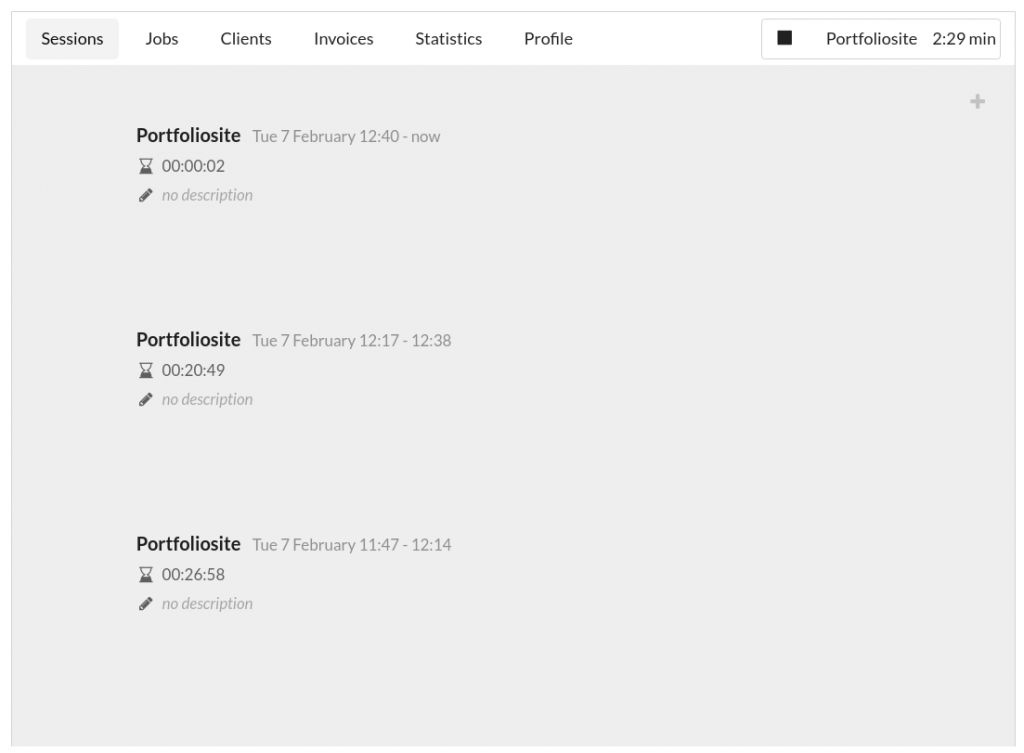 Sessions Jobs Clients Invoices Statistics Profile Portfoliosite 2:29 min
Portfoliosite Tue 7 February 12:40 - now
00:00:02
no description
Portfoliosite Tue 7 February 12:17 - 12:38
00:20:49
no description
Portfoliosite Tue 7 February 11:47 - 12:14
00:26:58
no description